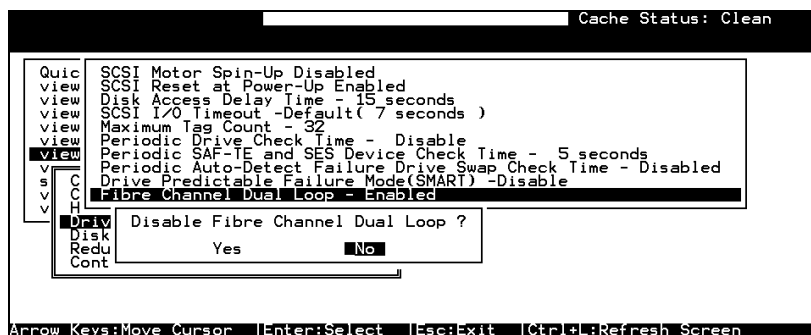 Cache Status: Clean
Quic
view
view
view
view
view
view
v
s
v
v
SCSI Motor Spin-Up Disabled
SCSI Reset at Power-Up Enabled
Disk Access Delay Time - 15 seconds
SCSI I/O Timeout -Default( 7 seconds )
Maximum Tag Count - 32
Periodic Drive Check Time -  Disable
Periodic SAF-TE and SES Device Check Time -  5 seconds
Periodic Auto-Detect Failure Drive Swap Check Time - Disabled
Drive Predictable Failure Mode(SMART) -Disable
Fibre Channel Dual Loop - Enabled
C
C
H
Driv
Disk
Redu
Cont
Disable Fibre Channel Dual Loop ?
Yes No
Arrow Keys:Move Cursor |Enter:Select |Esc:Exit |Ctrl+L:Refresh Screen